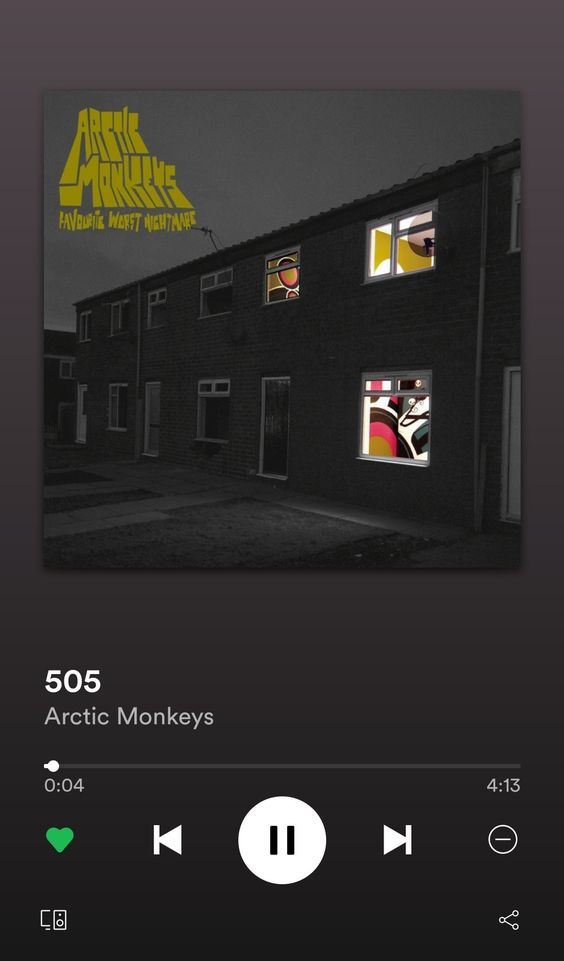 ARCTIC
MONKEYS
FAVOURITE WORST NIGHTMARE
505
Arctic Monkeys
0:04
4:13